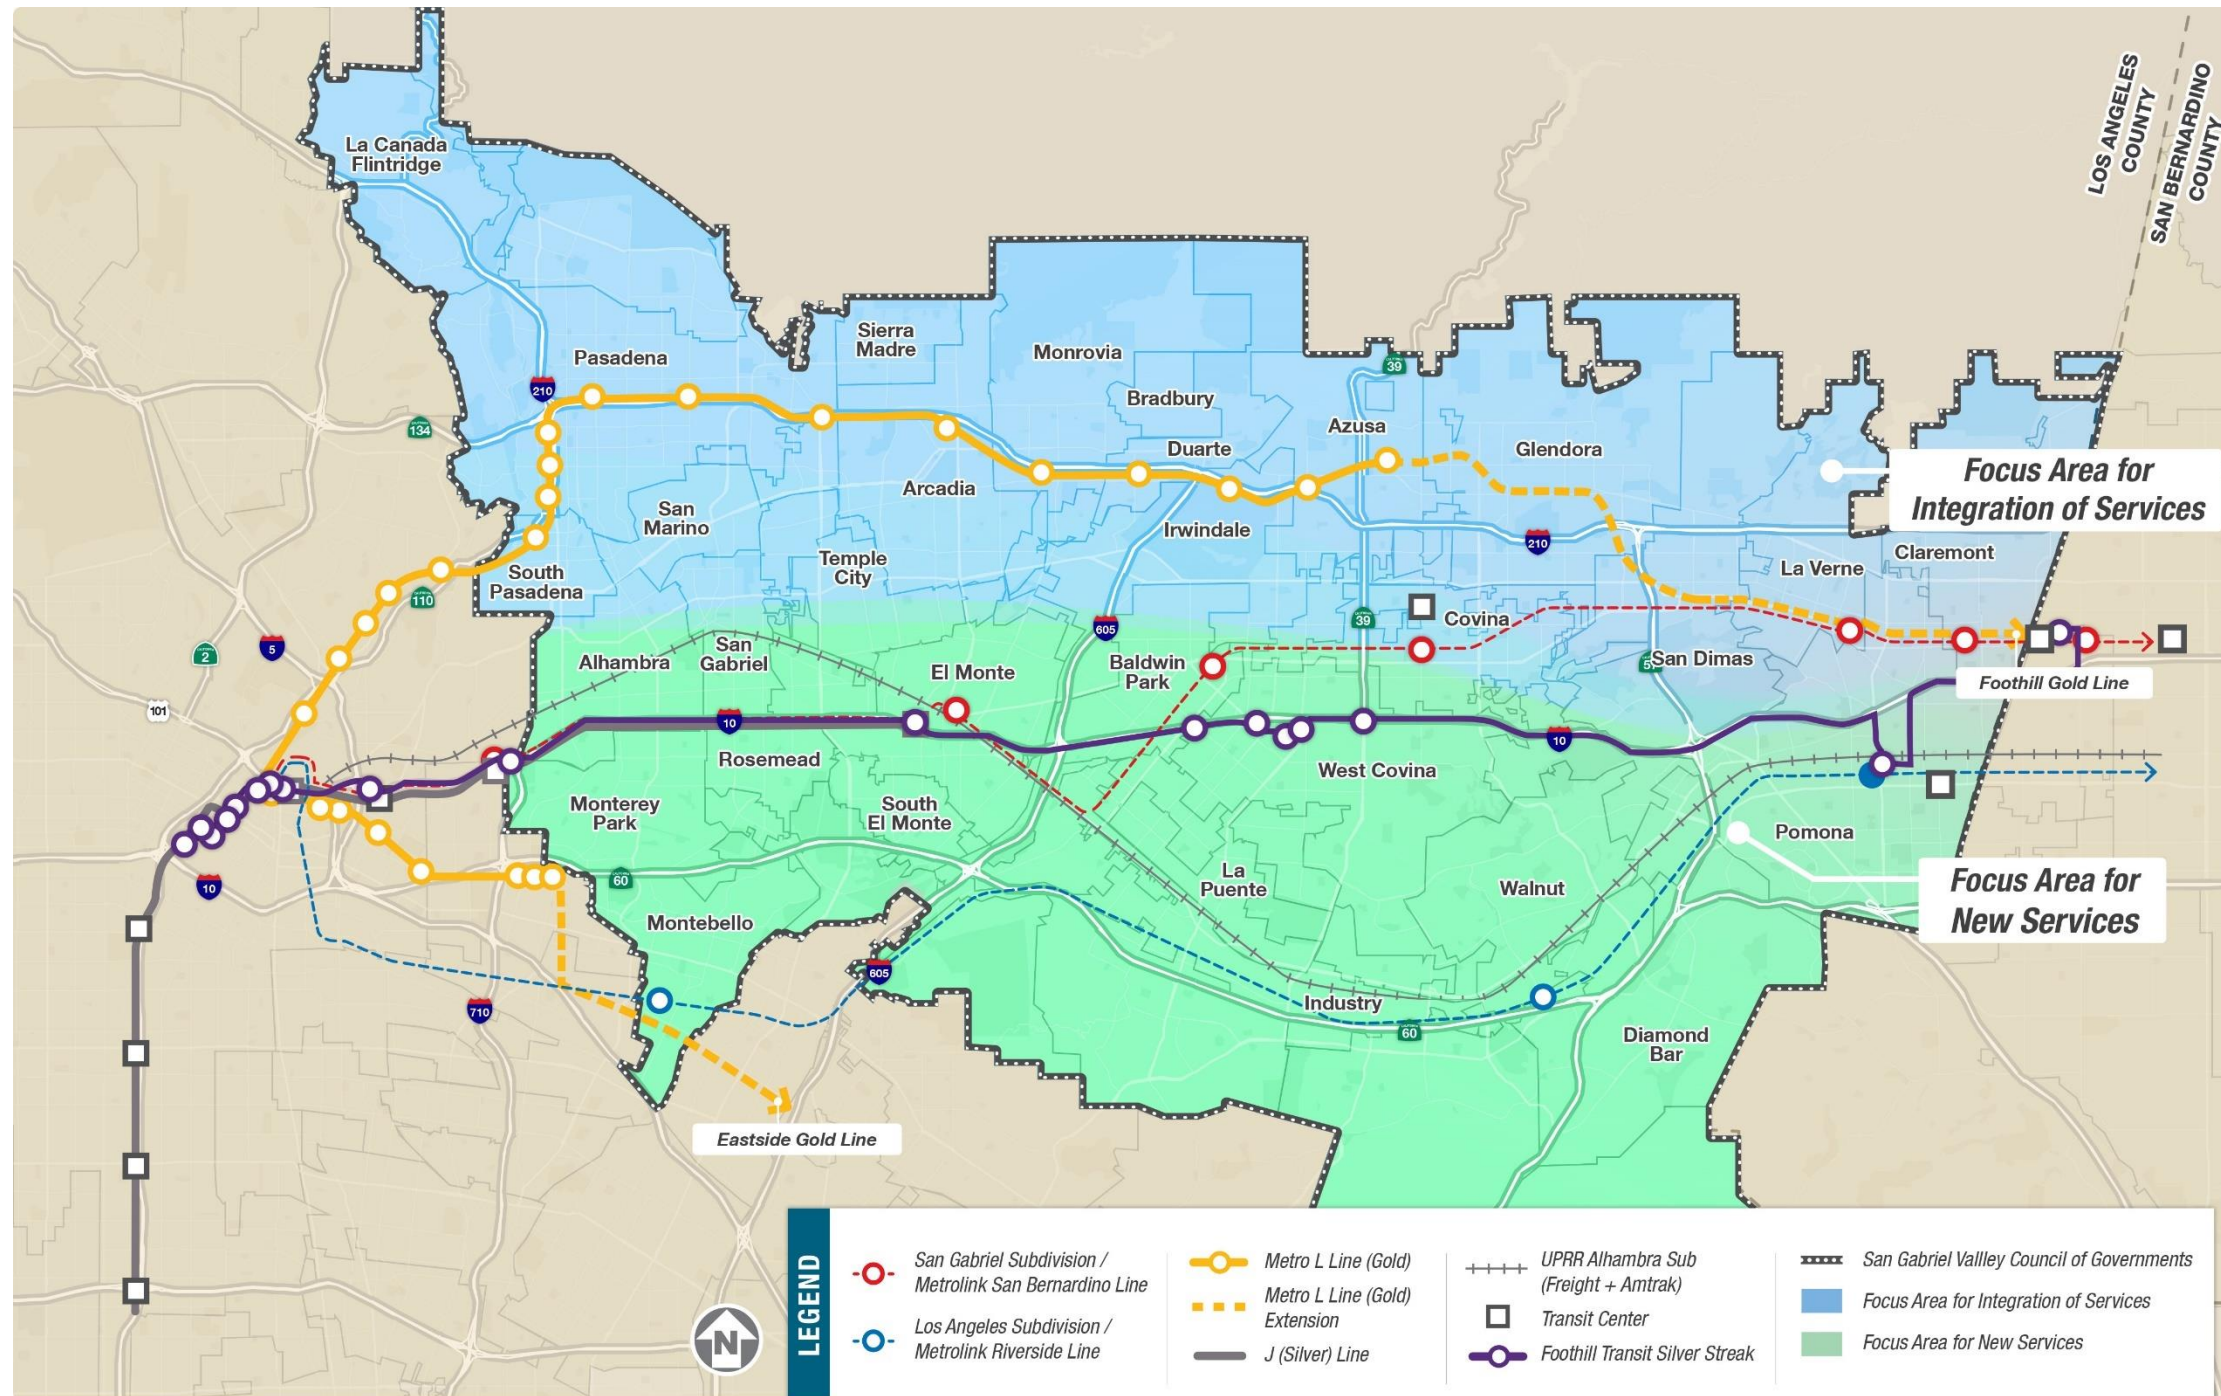 LOS ANGELES
COUNTY
SAN BERNARDINO
COUNTY
La Canada
Flintridge
Pasadena
Sierra
Madre
Monrovia
Bradbury
Duarte
Azusa
Glendora
39
210
134
Focus Area for
Integration of Services
San
Marino
Arcadia
Irwindale
210
Claremont
La Verne
Temple
City
South
Pasadena
110
2
5
101
605
39
Covina
Alhambra
San
Gabriel
El Monte
Baldwin
Park
San Dimas
Foothill Gold Line
10
10
Rosemead
West Covina
Monterey
Park
South
El Monte
Pomona
60
10
La
Puente
Walnut
Focus Area for
New Services
Montebello
605
710
Industry
60
Diamond
Bar
Eastside Gold Line
LEGEND
San Gabriel Subdivision /
Metrolink San Bernardino Line
Los Angeles Subdivision /
Metrolink Riverside Line
Metro L Line (Gold)
Metro L Line (Gold)
Extension
J (Silver) Line
UPRR Alhambra Sub
(Freight + Amtrak)
Transit Center
Foothill Transit Silver Streak
San Gabriel Vallley Council of Governments
Focus Area for Integration of Services
Focus Area for New Services
N